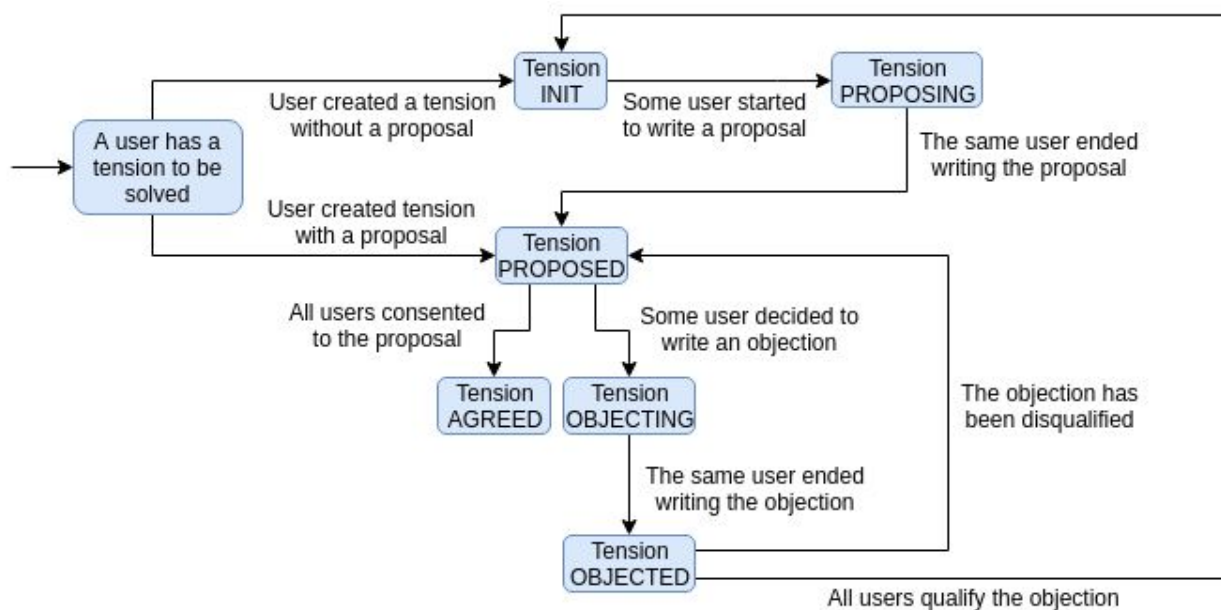 Tension
INIT
Tension
PROPOSING
User created a tension
without a proposal
Some user started
to write a proposal
A user has a
tension to be
solved
The same user ended
writing the proposal
User created tension
with a proposal
Tension
PROPOSED
All users consented
to the proposal
Some user decided to
write an objection
Tension
AGREED
Tension
OBJECTING
The objection has
been disqualified
The same user ended
writing the objection
Tension
OBJECTED
All users qualify the objection